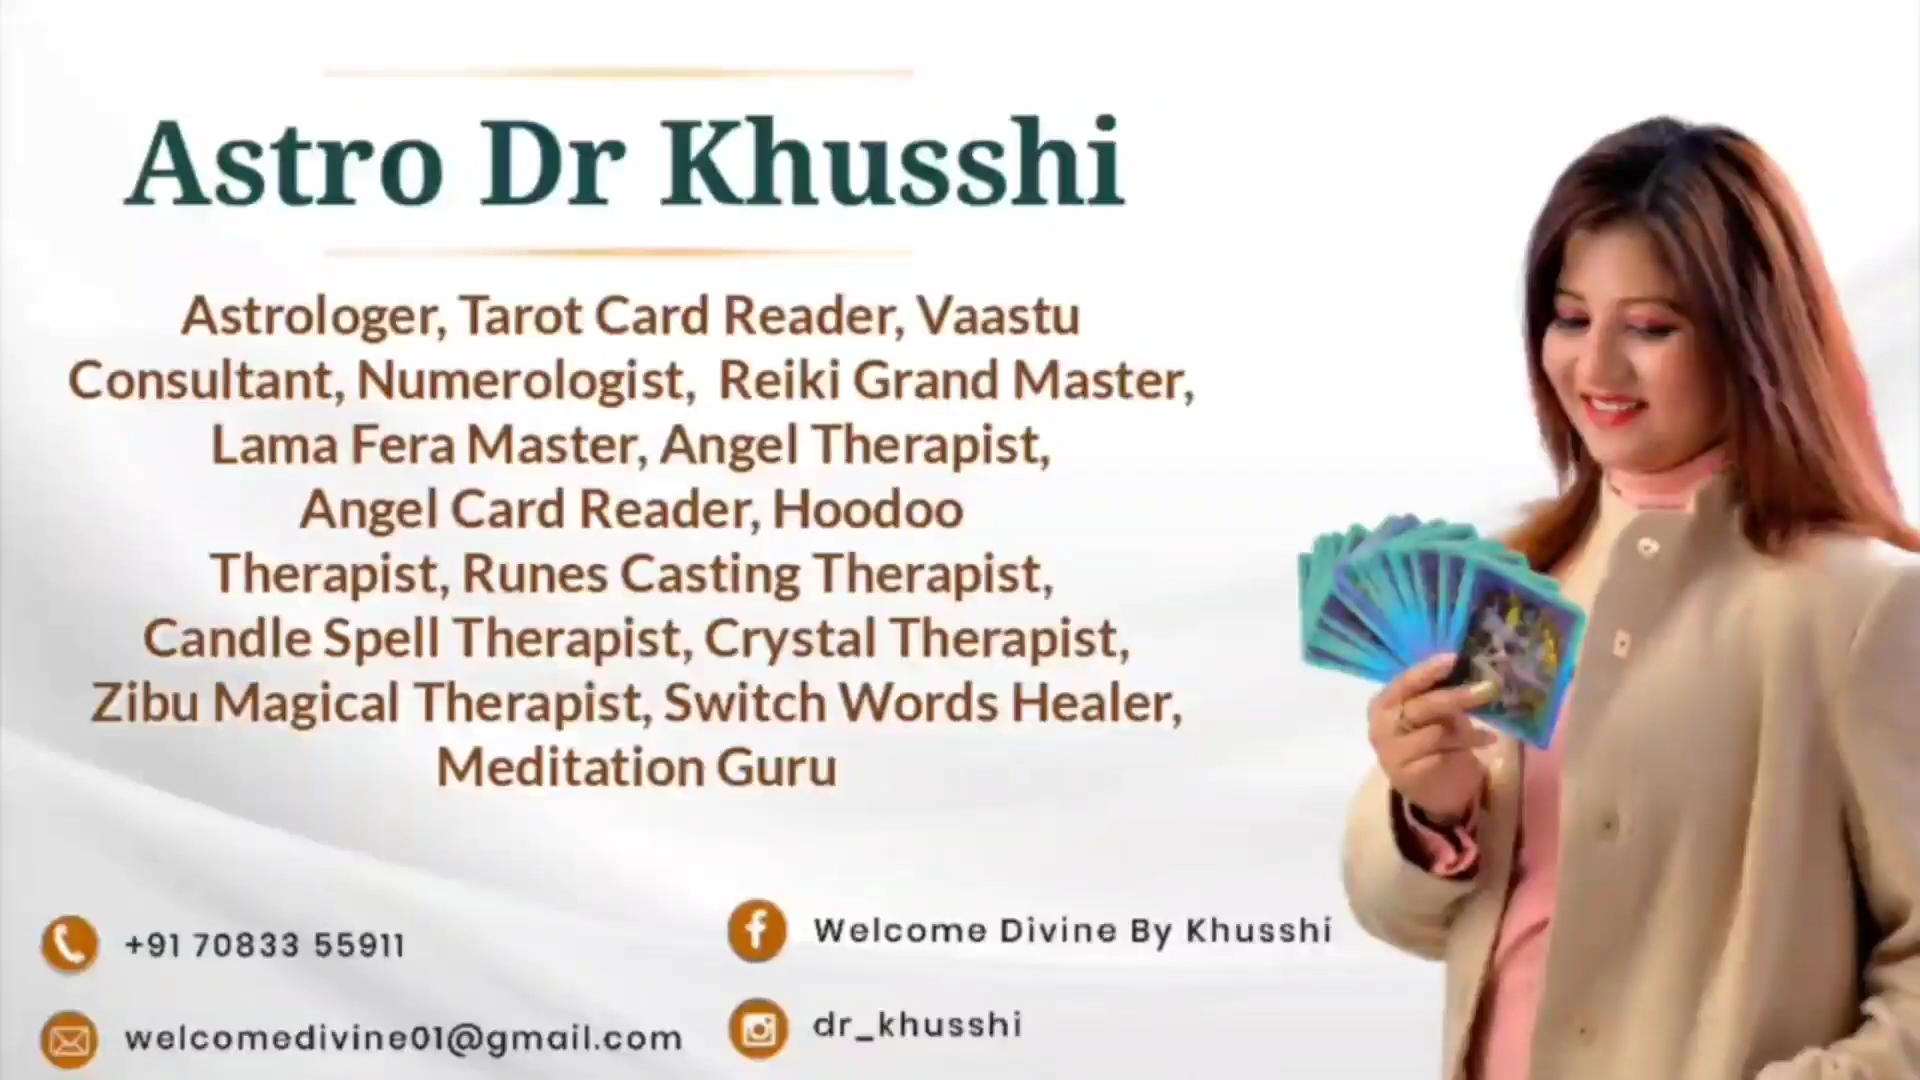 Astro Dr Khusshi
Astrologer, Tarot Card Reader, Vaastu
Consultant, Numerologist, Reiki Grand Master,
Lama Fera Master, Angel Therapist,
Angel Card Reader, Hoodoo
Therapist, Runes Casting Therapist,
Candle Spell Therapist, Crystal Therapist,
Zibu Magical Therapist, Switch Words Healer,
Meditation Guru
+91 70833 55911
welcomedivine01@gmail.com
Welcome Divine By Khusshi
dr_khusshi